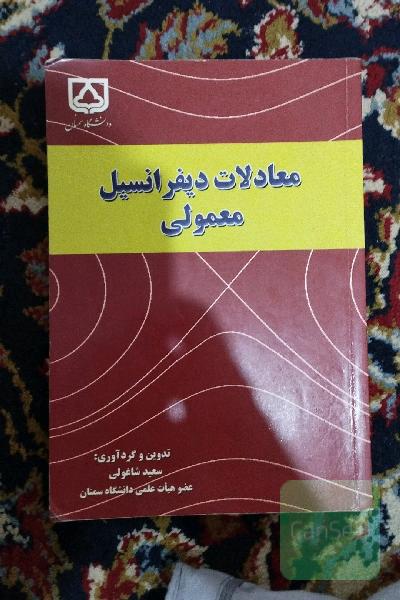 دانشگاه سمنان
معادلات دیفرانسیل
معمولی
تدوین و گردآوری:
سعید شاغولی
عضو هیأت علمی دانشگاه سمنان